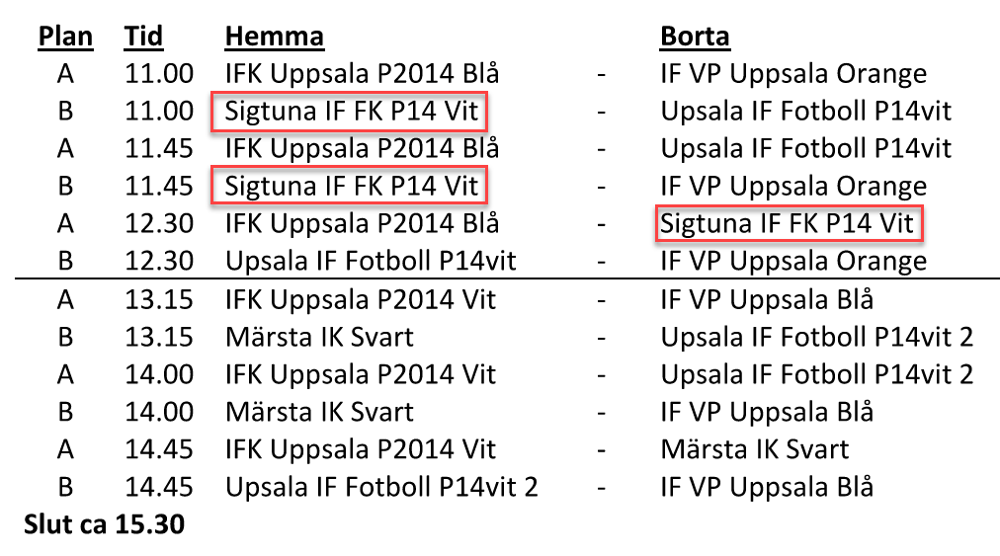 Plan Tid Hemma Borta
A 11.00 IFK Uppsala P2014 Blå - IF VP Uppsala Orange
B 11.00 Sigtuna IF FK P14 Vit - Upsala IF Fotboll P14vit
A 11.45 IFK Uppsala P2014 Blå - Upsala IF Fotboll P14vit
B 11.45 Sigtuna IF FK P14 Vit - IF VP Uppsala Orange
A 12.30 IFK Uppsala P2014 Blå - Sigtuna IF FK P14 Vit
B 12.30 Upsala IF Fotboll P14vit - IF VP Uppsala Orange
A 13.15 IFK Uppsala P2014 Vit - IF VP Uppsala Blå
B 13.15 Märsta IK Svart - Upsala IF Fotboll P14vit 2
A 14.00 IFK Uppsala P2014 Vit - Upsala IF Fotboll P14vit 2
B 14.00 Märsta IK Svart - IF VP Uppsala Blå
A 14.45 IFK Uppsala P2014 Vit - Märsta IK Svart
B 14.45 Upsala IF Fotboll P14vit 2 - IF VP Uppsala Blå
Slut ca 15.30